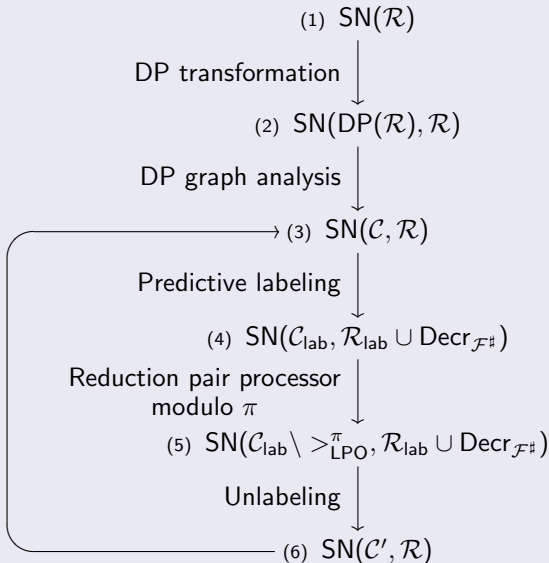 (1) SN(ℛ)
DP transformation
(2) SN(DP(ℛ), ℛ)
DP graph analysis
(3) SN(𝒞, ℛ)
Predictive labeling
(4) SN(𝒞_lab, ℛ_lab ∪ Decr_ℱ♯)
Reduction pair processor
modulo π
(5) SN(𝒞_lab\ >^π_LPO, ℛ_lab ∪ Decr_ℱ♯)
Unlabeling
(6) SN(𝒞′, ℛ)